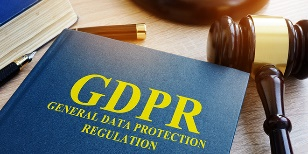 GDPR
GENERAL DATA PROTECTION
REGULATION